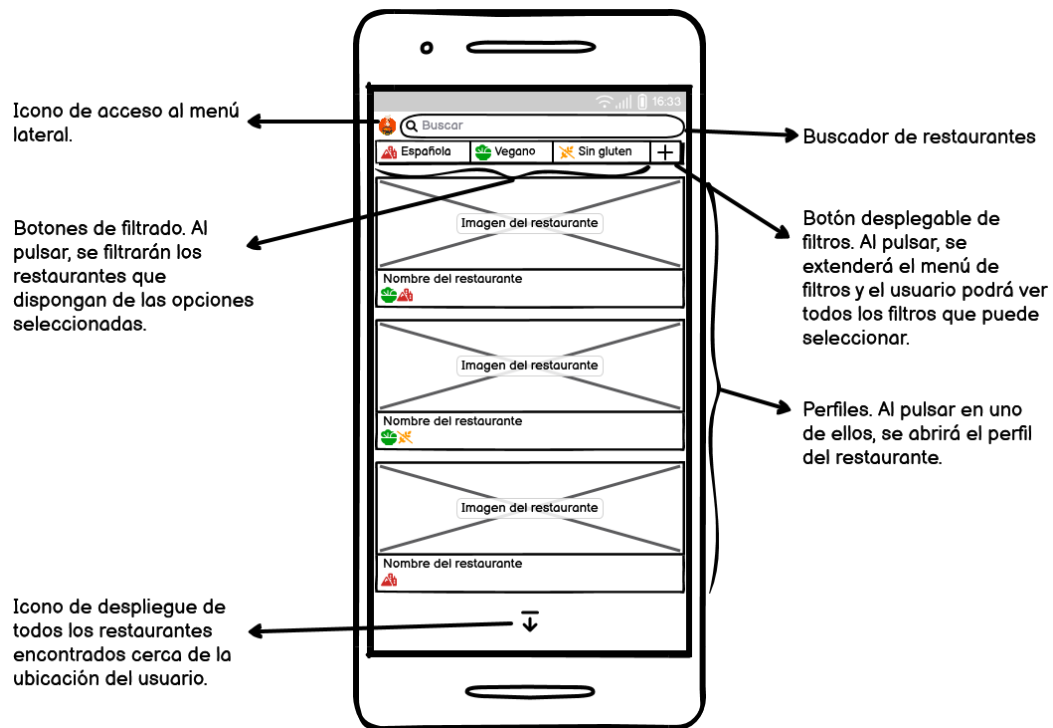 16:33
Icono de acceso al menú
lateral.
Buscar
Buscador de restaurantes
Española
Vegano
Sin gluten
Botones de filtrado. Al
pulsar, se filtrarán los
restaurantes que
dispongan de las opciones
seleccionadas.
Imagen del restaurante
Nombre del restaurante
Botón desplegable de
filtros. Al pulsar, se
extenderá el menú de
filtros y el usuario podrá ver
todos los filtros que puede
seleccionar.
Imagen del restaurante
Nombre del restaurante
Perfiles. Al pulsar en uno
de ellos, se abrirá el perfil
del restaurante.
Imagen del restaurante
Nombre del restaurante
Icono de despliegue de
todos los restaurantes
encontrados cerca de la
ubicación del usuario.